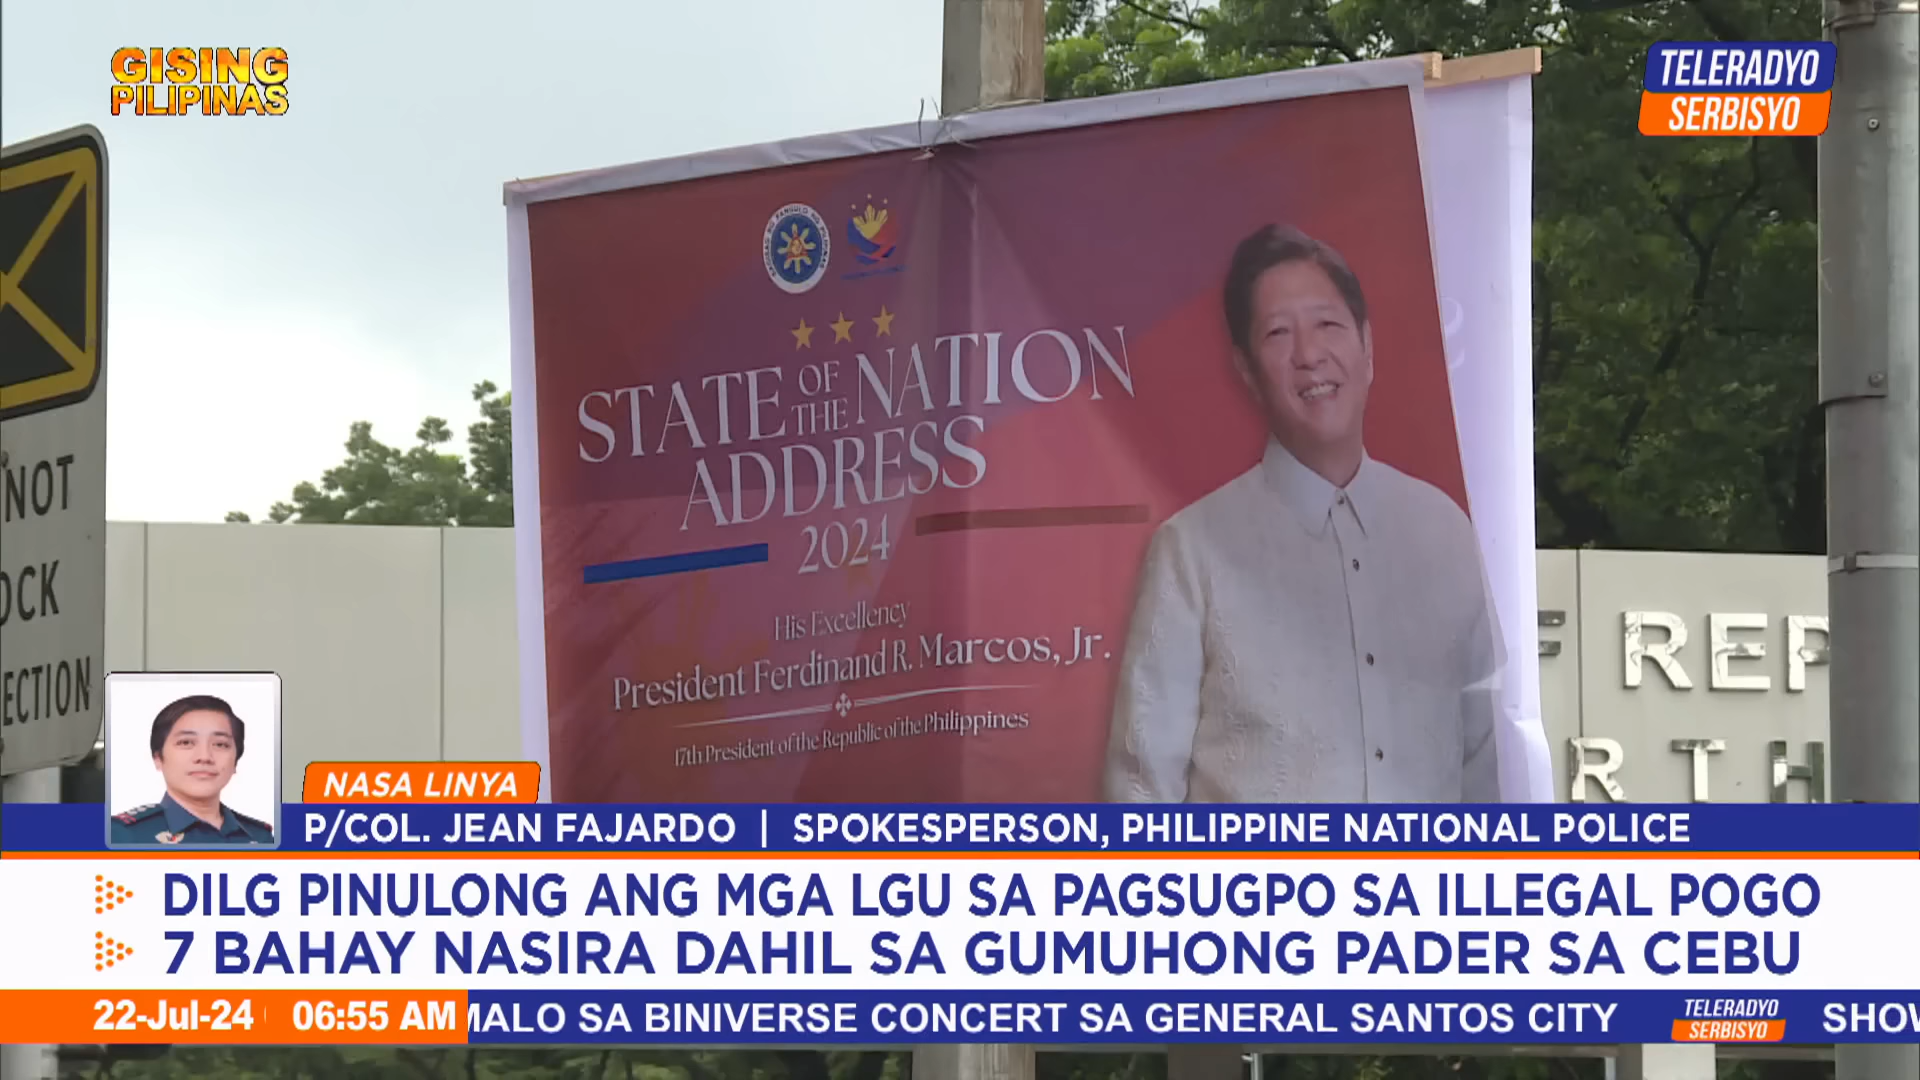 GISING
PILIPINAS
TELERADYO
SERBISYO
NOT
OCK
ECTION
STATE OF THE NATION
ADDRESS
2024
His Excellency
President Ferdinand R. Marcos, Jr.
17th President of the Republic of the Philippines
REP
RTH
NASA LINYA
P/COL. JEAN FAJARDO | SPOKESPERSON, PHILIPPINE NATIONAL POLICE
DILG PINULONG ANG MGA LGU SA PAGSUGPO SA ILLEGAL POGO
7 BAHAY NASIRA DAHIL SA GUMUHONG PADER SA CEBU
22-Jul-24 06:55 AM MALO SA BINIVERSE CONCERT SA GENERAL SANTOS CITY TELERADYO SERBISYO SHOW